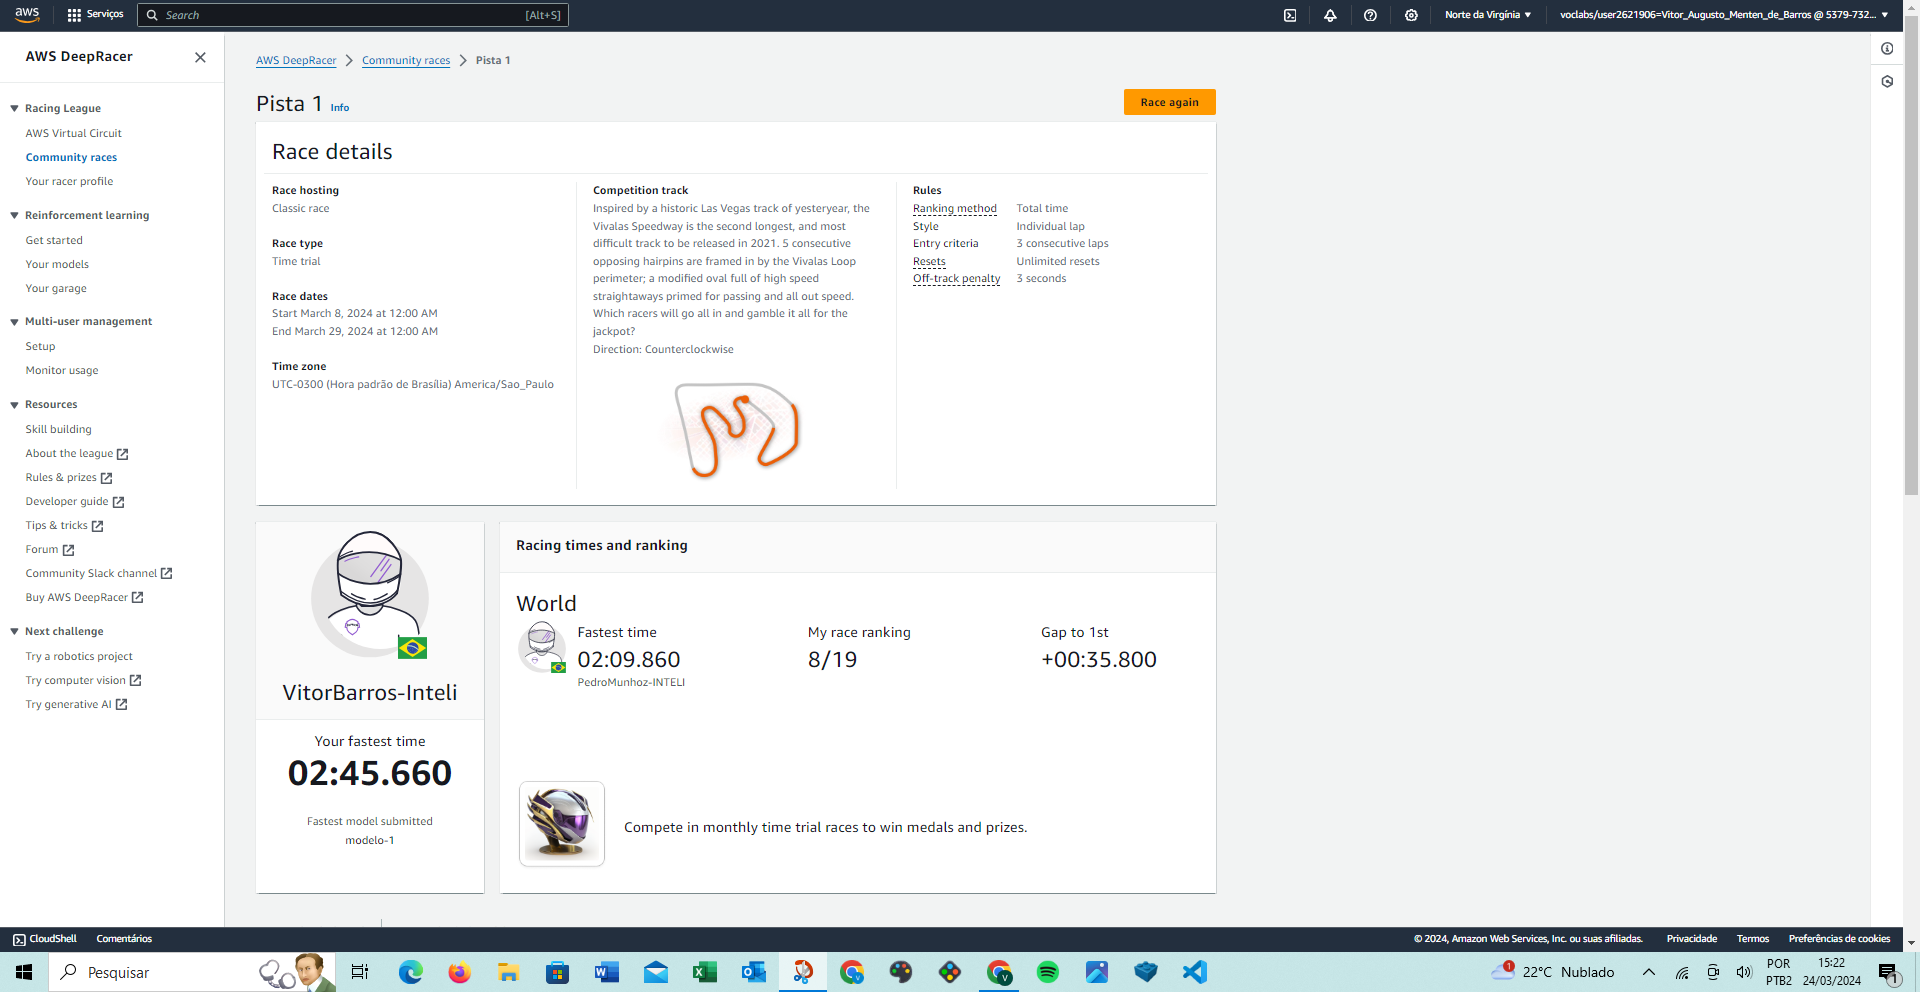 aws
Serviços
Search
[Alt+S]
Norte da Virgínia
voclabs/user2621906=Vitor_Augusto_Menten_de_Barros @ 5379-732...
AWS DeepRacer
Racing League
AWS Virtual Circuit
Community races
Your racer profile
Reinforcement learning
Get started
Your models
Your garage
Multi-user management
Setup
Monitor usage
Resources
Skill building
About the league
Rules & prizes
Developer guide
Tips & tricks
Forum
Community Slack channel
Buy AWS DeepRacer
Next challenge
Try a robotics project
Try computer vision
Try generative AI
AWS DeepRacer
Community races
Pista 1
Pista 1
Info
Race again
Race details
Race hosting
Classic race
Race type
Time trial
Race dates
Start March 8, 2024 at 12:00 AM
End March 29, 2024 at 12:00 AM
Time zone
UTC-0300 (Hora padrão de Brasília) America/Sao_Paulo
Competition track
Inspired by a historic Las Vegas track of yesteryear, the
Vivalas Speedway is the second longest, and most
difficult track to be released in 2021. 5 consecutive
opposing hairpins are framed in by the Vivalas Loop
perimeter; a modified oval full of high speed
straightaways primed for passing and all out speed.
Which racers will go all in and gamble it all for the
jackpot?
Direction: Counterclockwise
Rules
Ranking method Total time
Style Individual lap
Entry criteria 3 consecutive laps
Resets Unlimited resets
Off-track penalty 3 seconds
VitorBarros-Inteli
Your fastest time
02:45.660
Fastest model submitted
modelo-1
Racing times and ranking
World
Fastest time
02:09.860
PedroMunhoz-INTELI
My race ranking
8/19
Gap to 1st
+00:35.800
Compete in monthly time trial races to win medals and prizes.
CloudShell
Comentários
© 2024, Amazon Web Services, Inc. ou suas afiliadas.
Privacidade
Termos
Preferências de cookies
Pesquisar
1
22°C Nublado
POR
PTB2
15:22
24/03/2024
1